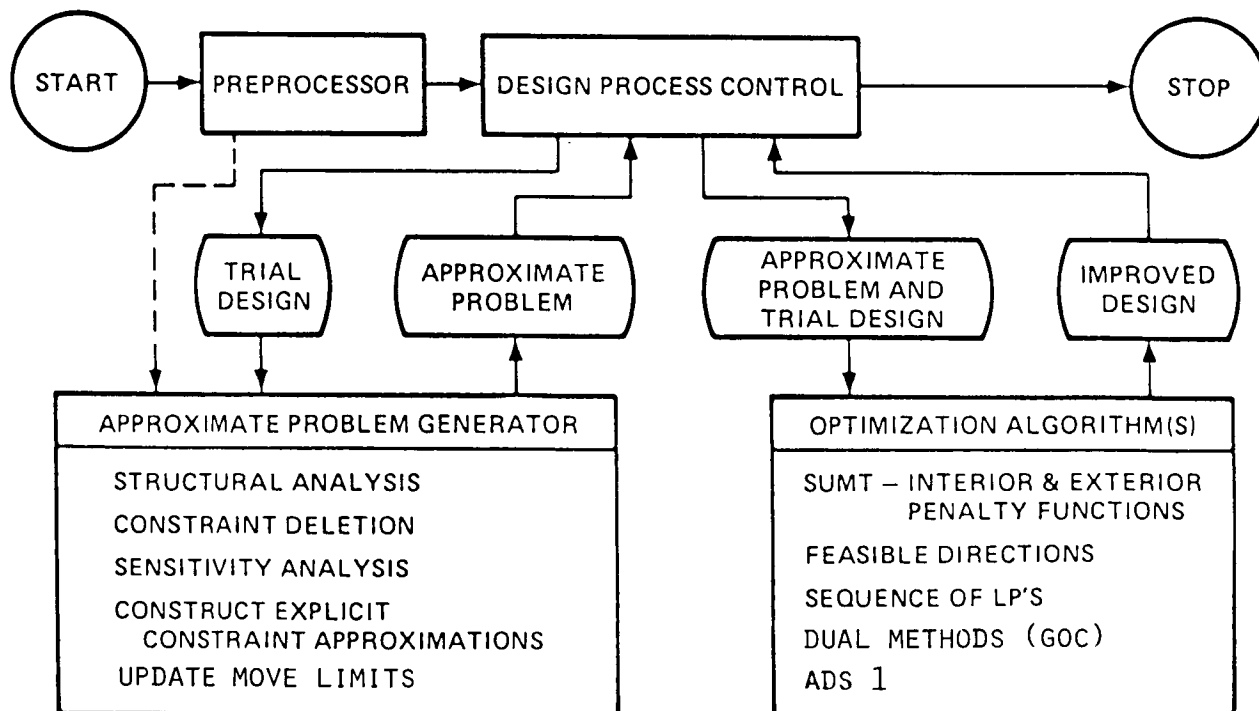 START
PREPROCESSOR
DESIGN PROCESS CONTROL
STOP
TRIAL
DESIGN
APPROXIMATE
PROBLEM
APPROXIMATE
PROBLEM AND
TRIAL DESIGN
IMPROVED
DESIGN
APPROXIMATE PROBLEM GENERATOR
STRUCTURAL ANALYSIS
CONSTRAINT DELETION
SENSITIVITY ANALYSIS
CONSTRUCT EXPLICIT
CONSTRAINT APPROXIMATIONS
UPDATE MOVE LIMITS
OPTIMIZATION ALGORITHM(S)
SUMT – INTERIOR & EXTERIOR
PENALTY FUNCTIONS
FEASIBLE DIRECTIONS
SEQUENCE OF LP'S
DUAL METHODS (GOC)
ADS 1